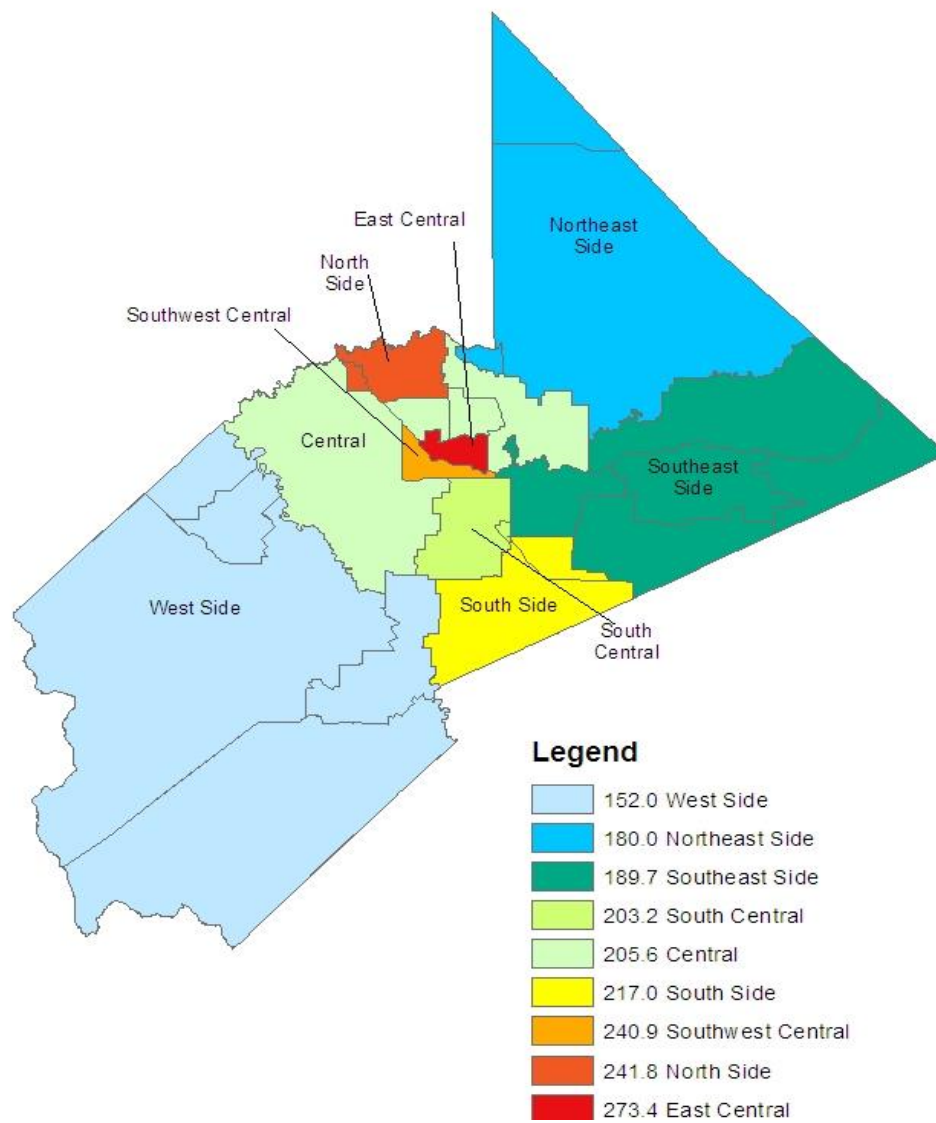 East Central
Northeast
Side
North
Side
Southwest Central
Central
Southeast
Side
West Side
South Side
South
Central
Legend
152.0 West Side
180.0 Northeast Side
189.7 Southeast Side
203.2 South Central
205.6 Central
217.0 South Side
240.9 Southwest Central
241.8 North Side
273.4 East Central